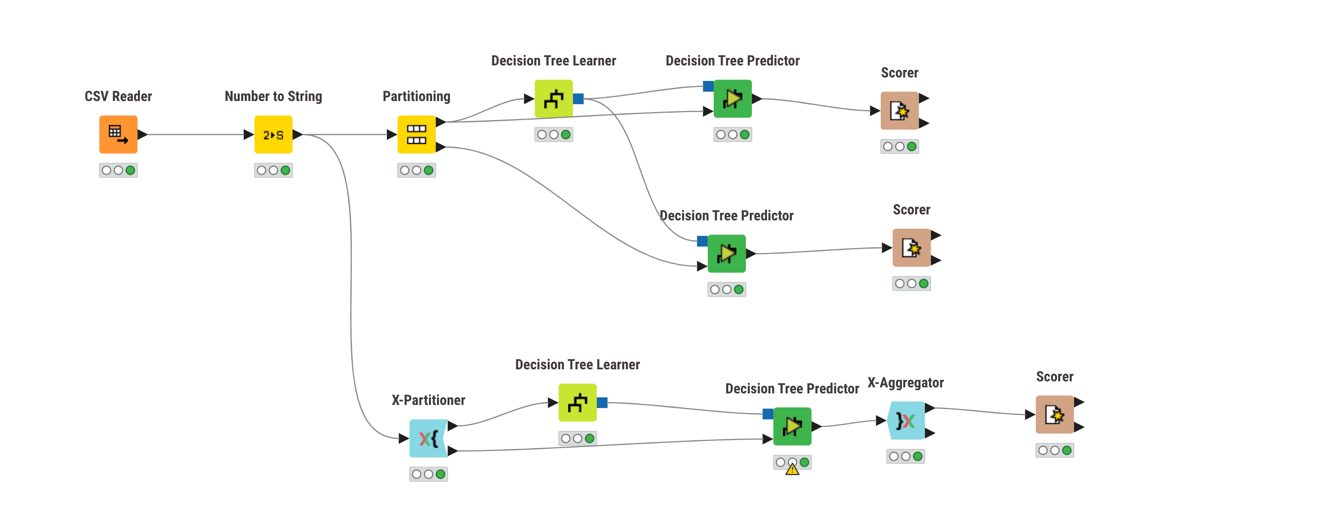 Decision Tree Learner
Decision Tree Predictor
Scorer
CSV Reader
Number to String
Partitioning
2▸S
Scorer
Decision Tree Predictor
Decision Tree Learner
X-Aggregator
Scorer
Decision Tree Predictor
X-Partitioner
X{
}X